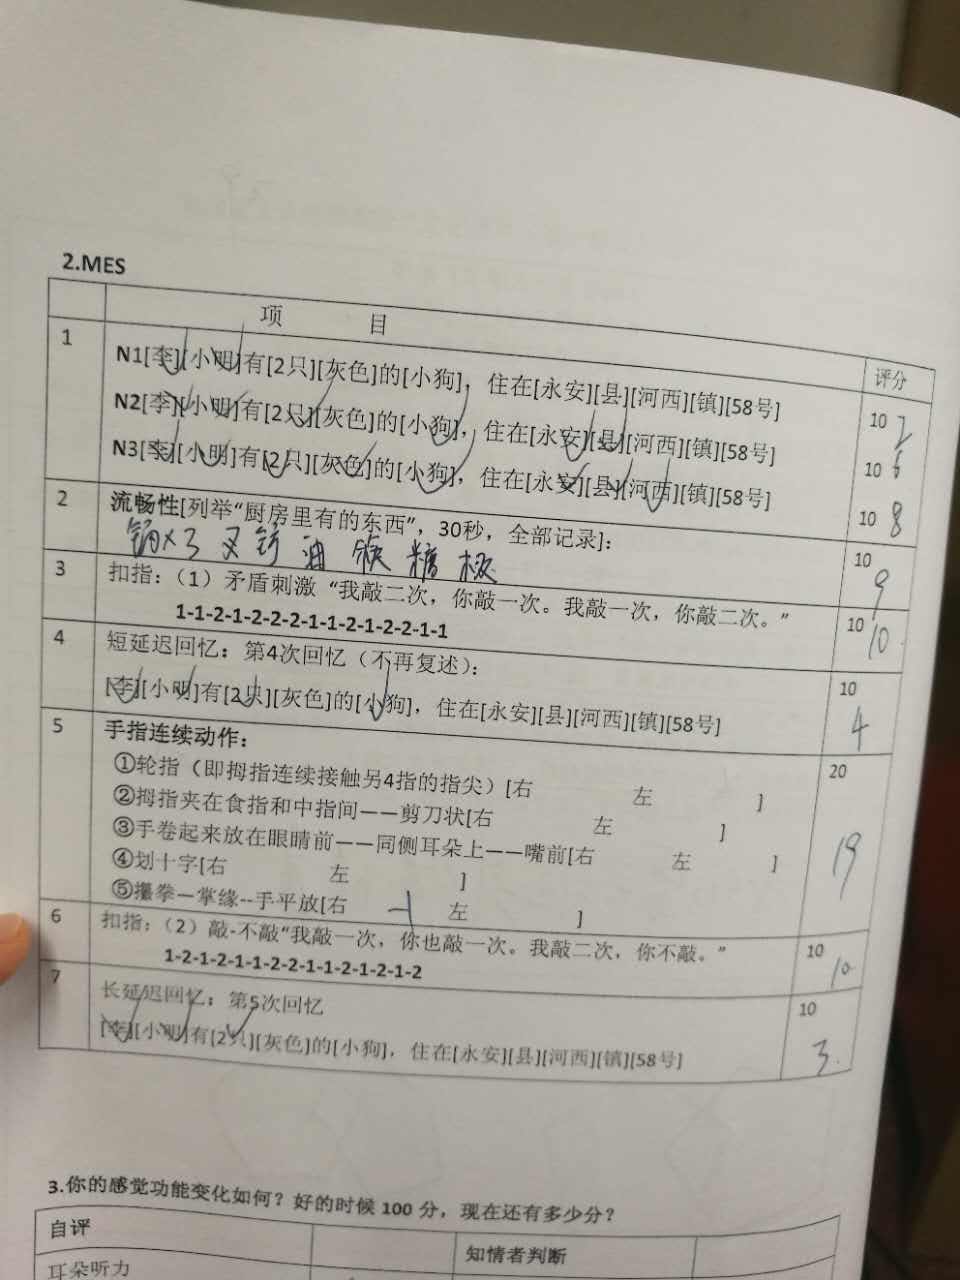 2.MES
项 目
评分
1
N1[李][小明]有[2只][灰色]的[小狗]，住在[永安][县][河西][镇][58号]
10 2
N2[李][小明]有[2只][灰色]的[小狗]，住在[永安][县][河西][镇][58号]
10 6
N3[李][小明]有[2只][灰色]的[小狗]，住在[永安][县][河西][镇][58号]
10 8
2
流畅性[列举“厨房里有的东西”，30秒，全部记录]：
10 9
锅 叉 油 糖
3
扣指：（1）矛盾刺激 “我敲二次，你敲一次。我敲一次，你敲二次。”
1-1-2-1-2-2-2-1-1-2-1-2-2-1-1
10 10
4
短延迟回忆：第4次回忆（不再复述）：
[李][小明]有[2只][灰色]的[小狗]，住在[永安][县][河西][镇][58号]
10 4
5
手指连续动作：
①轮指（即拇指连续接触另4指的指尖）[右 左 ]
②拇指夹在食指和中指间——剪刀状[右 左 ]
③手卷起来放在眼睛前——同侧耳朵上——嘴前[右 左 ]
④划十字[右 左 ]
⑤攥拳—掌缘--手平放[右 -1 左 ]
20 19
6
扣指：（2）敲-不敲“我敲一次，你也敲一次。我敲二次，你不敲。”
1-2-1-2-1-1-2-2-1-1-2-1-2-1-2
10 10
7
长延迟回忆：第5次回忆
[李][小明]有[2只][灰色]的[小狗]，住在[永安][县][河西][镇][58号]
10 3
3.你的感觉功能变化如何？好的时候 100 分，现在还有多少分？
自评
知情者判断
耳朵听力